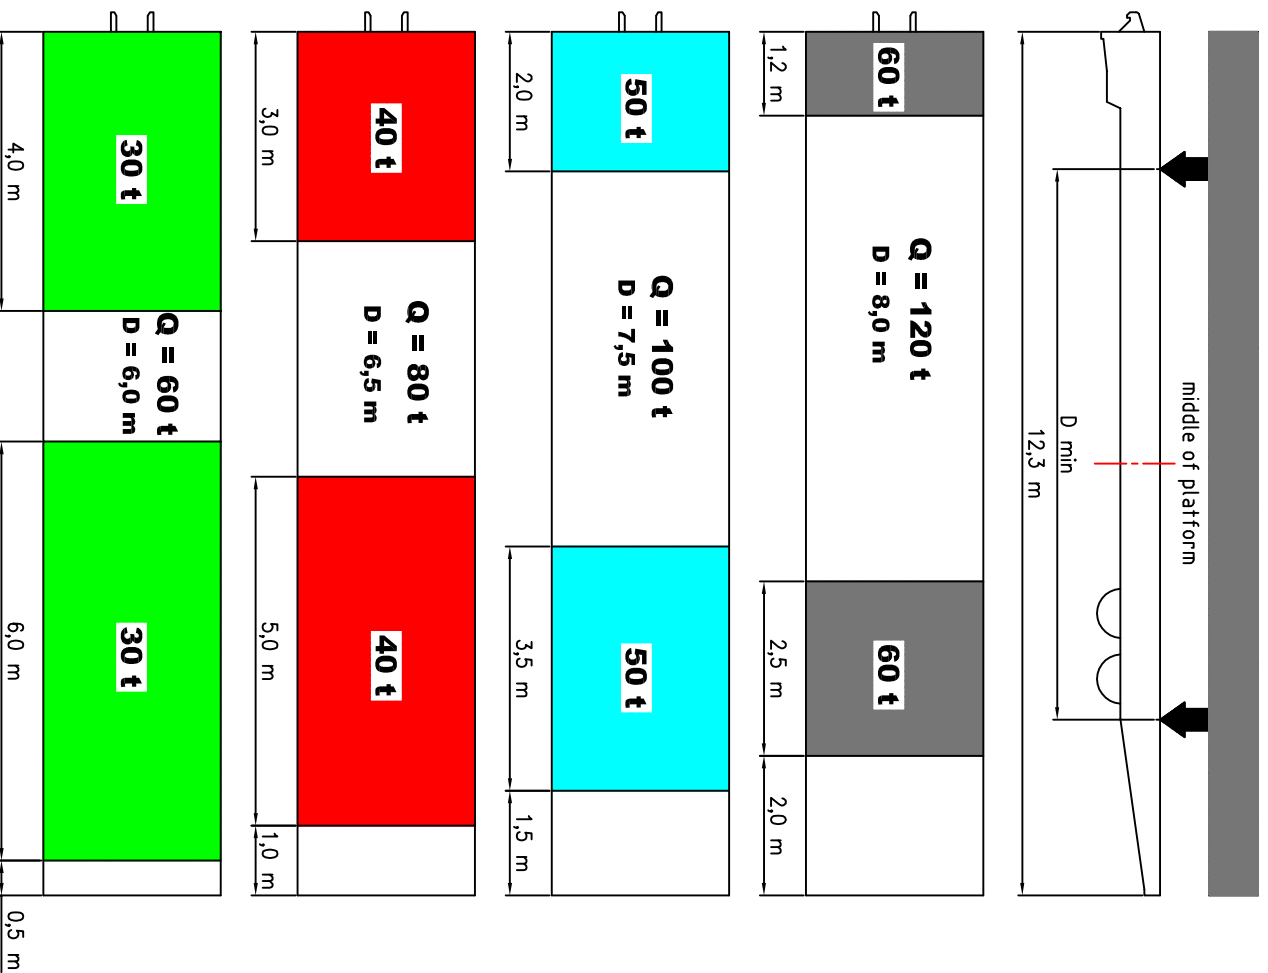 middle of platform
D min
12,3 m
60 t
Q = 120 t
D = 8,0 m
60 t
1,2 m
2,5 m
2,0 m
50 t
Q = 100 t
D = 7,5 m
50 t
2,0 m
3,5 m
1,5 m
40 t
Q = 80 t
D = 6,5 m
40 t
3,0 m
5,0 m
1,0 m
30 t
Q = 60 t
D = 6,0 m
30 t
4,0 m
6,0 m
0,5 m